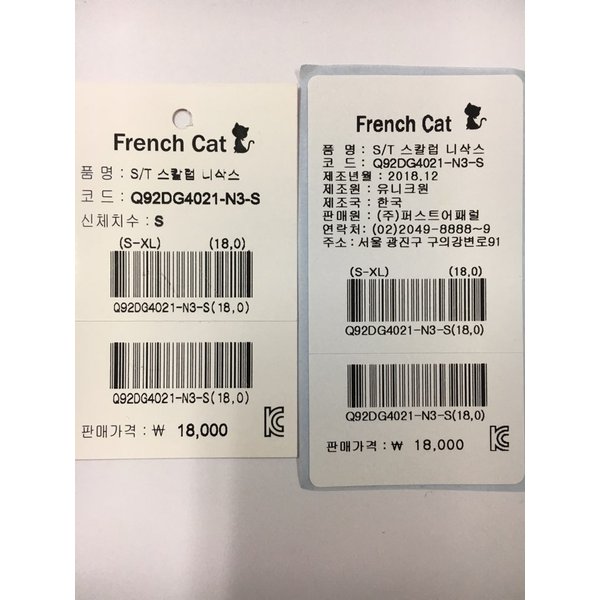 French Cat
품 명 : S/T 스칼럽 니삭스
코 드 : Q92DG4021-N3-S
신체치수 : S
(S-XL) (18,0)
Q92DG4021-N3-S(18,0)
Q92DG4021-N3-S(18,0)
판매가격 : ₩ 18,000
KC
French Cat
품 명 : S/T 스칼럽 니삭스
코 드 : Q92DG4021-N3-S
제조년월 : 2018.12
제조원 : 유니크원
제조국 : 한국
판매원 : (주)퍼스트어패럴
연락처: (02)2049-8888~9
주소 : 서울 광진구 구의강변로91
(S-XL) (18,0)
Q92DG4021-N3-S(18,0)
Q92DG4021-N3-S(18,0)
판매가격 : ₩ 18,000
KC